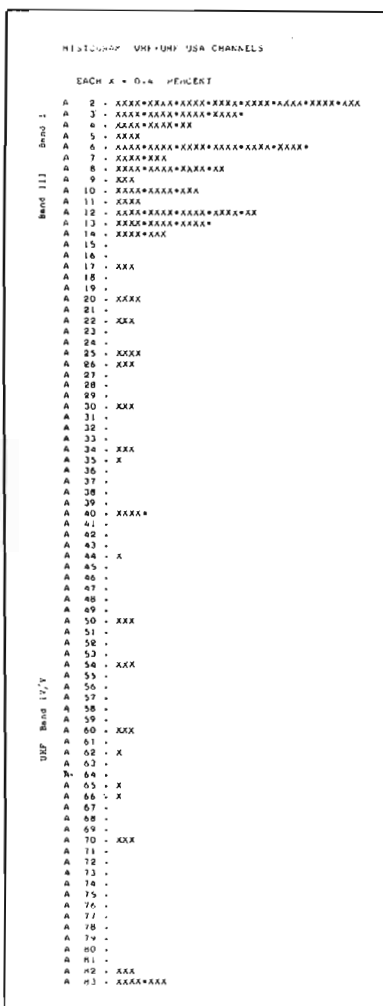 HISTOGRAM VHF+UHF USA CHANNELS
EACH X = 0.4 PERCENT
Band I
Band III
UHF Band IV,V
A 2 . XXXX*XXXX*XXXX*XXXX*XXXX*XXXX*XXXX*XXX
A 3 . XXXX*XXXX*XXXX*XXXX*
A 4 . XXXX*XXXX*XX
A 5 . XXXX
A 6 . XXXX*XXXX*XXXX*XXXX*XXXX*XXXX*
A 7 . XXXX*XXX
A 8 . XXXX*XXXX*XXXX*XX
A 9 . XXX
A 10 . XXXX*XXXX*XXX
A 11 . XXXX
A 12 . XXXX*XXXX*XXXX*XXXX*XX
A 13 . XXXX*XXXX*XXXX*
A 14 . XXXX*XXX
A 15 .
A 16 .
A 17 . XXX
A 18 .
A 19 .
A 20 . XXXX
A 21 .
A 22 . XXX
A 23 .
A 24 .
A 25 . XXXX
A 26 . XXX
A 27 .
A 28 .
A 29 .
A 30 . XXX
A 31 .
A 32 .
A 33 .
A 34 . XXX
A 35 . X
A 36 .
A 37 .
A 38 .
A 39 .
A 40 . XXXX*
A 41 .
A 42 .
A 43 .
A 44 . X
A 45 .
A 46 .
A 47 .
A 48 .
A 49 .
A 50 . XXX
A 51 .
A 52 .
A 53 .
A 54 . XXX
A 55 .
A 56 .
A 57 .
A 58 .
A 59 .
A 60 . XXX
A 61 .
A 62 . X
A 63 .
A 64 .
A 65 . X
A 66 . X
A 67 .
A 68 .
A 69 .
A 70 . XXX
A 71 .
A 72 .
A 73 .
A 74 .
A 75 .
A 76 .
A 77 .
A 78 .
A 79 .
A 80 .
A 81 .
A 82 . XXX
A 83 . XXXX*XXX